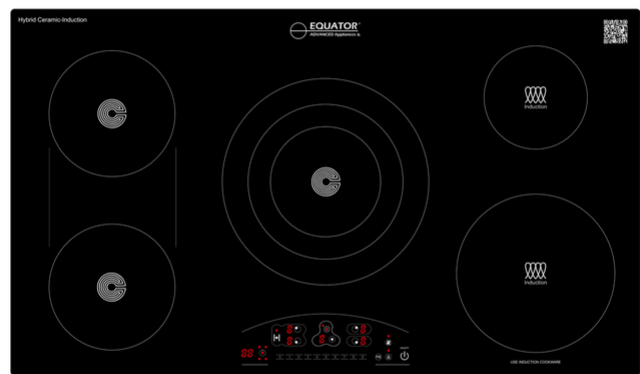 Hybrid Ceramic-Induction
EQUATOR
ADVANCED Appliances
Induction
Induction
USE INDUCTION COOKWARE